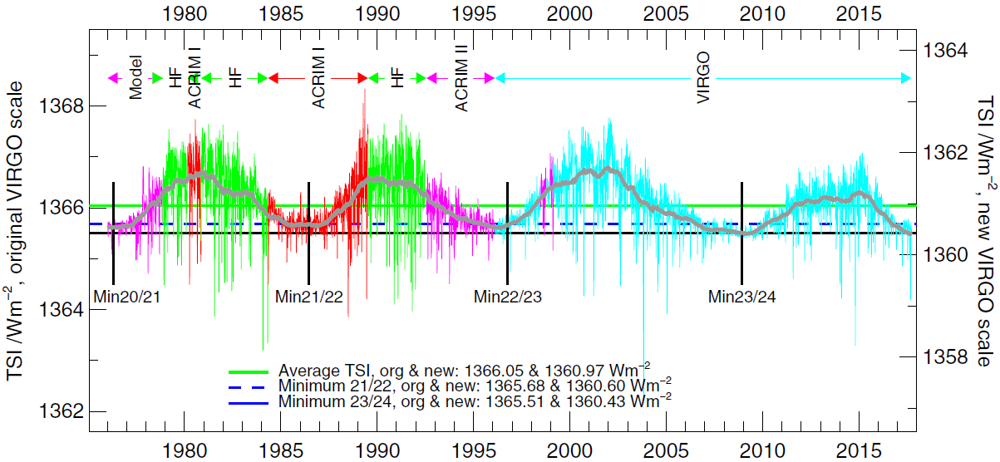 1980 1985 1990 1995 2000 2005 2010 2015
Model
HF
ACRIM I
HF
ACRIM I
HF
ACRIM II
VIRGO
TSI /Wm−2, original VIRGO scale
1368
1366
1364
1362
1364
1362
1360
1358
TSI /Wm−2, new VIRGO scale
Min20/21 Min21/22 Min22/23 Min23/24
Average TSI, org & new: 1366.05 & 1360.97 Wm−2
Minimum 21/22, org & new: 1365.68 & 1360.60 Wm−2
Minimum 23/24, org & new: 1365.51 & 1360.43 Wm−2
1980 1985 1990 1995 2000 2005 2010 2015